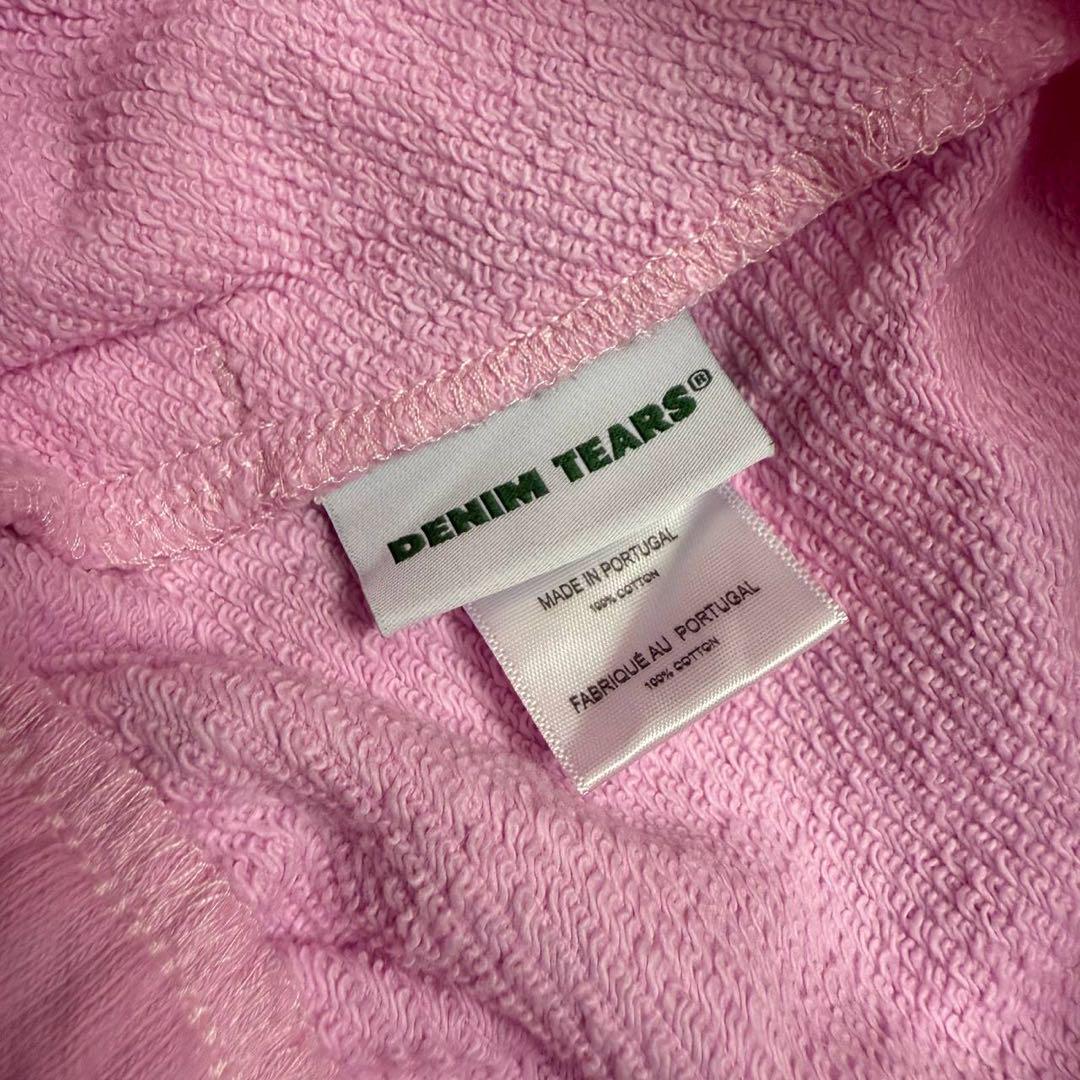 DENIM TEARS®
MADE IN PORTUGAL
100% COTTON
FABRIQUÉ AU PORTUGAL
100% COTTON